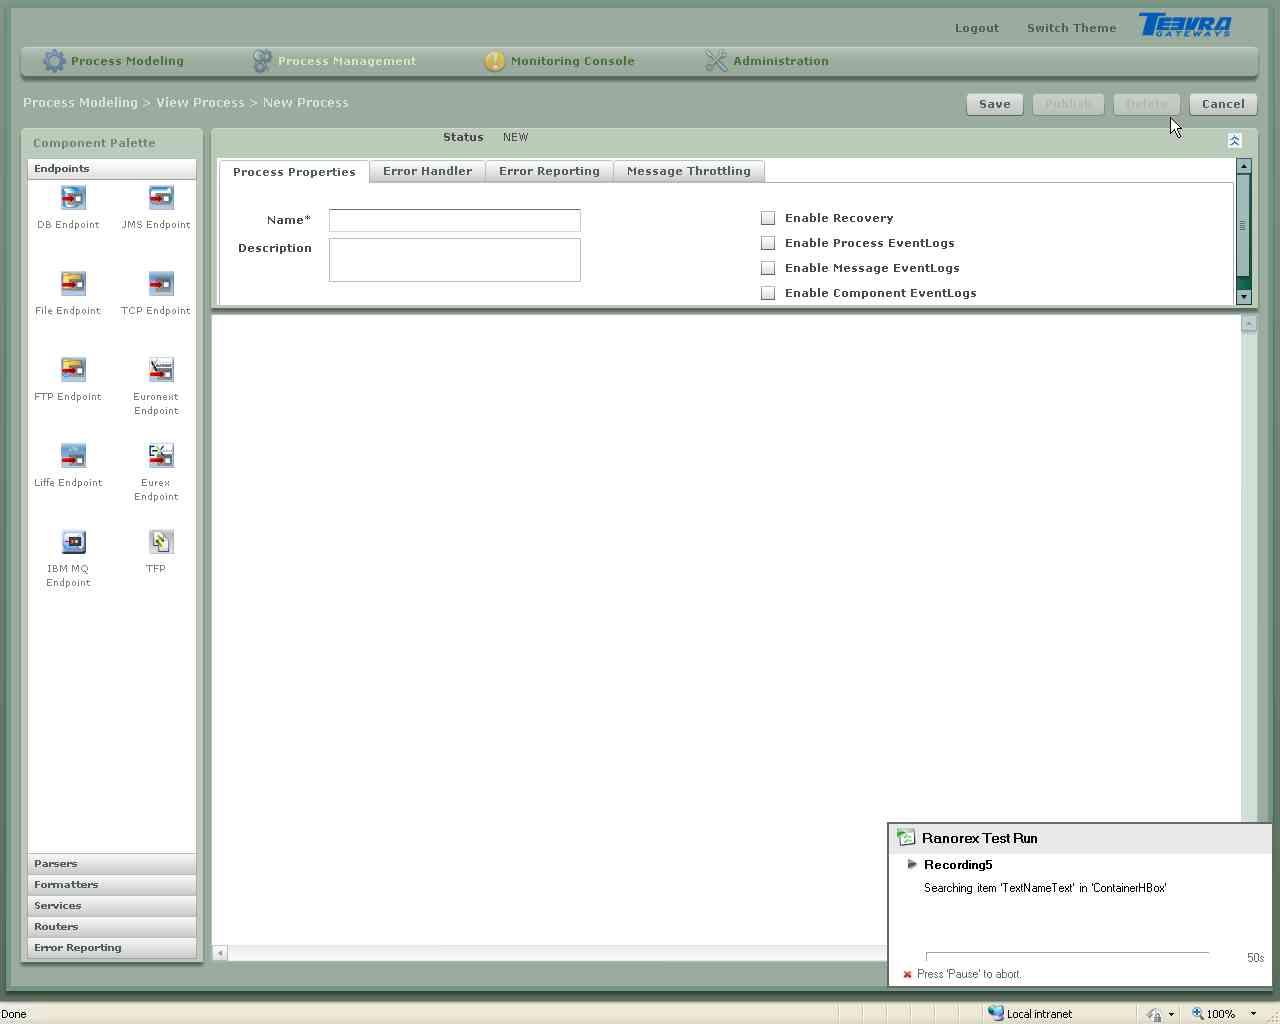 Logout Switch Theme TEEVRA
GATEWAYS
Process Modeling Process Management Monitoring Console Administration
Process Modeling > View Process > New Process Save Publish Delete Cancel
Component Palette Status NEW
Endpoints
Process Properties Error Handler Error Reporting Message Throttling
DB Endpoint JMS Endpoint
Name* Enable Recovery
Description Enable Process EventLogs
Enable Message EventLogs
Enable Component EventLogs
File Endpoint TCP Endpoint
FTP Endpoint Euronext
Endpoint
Liffe Endpoint Eurex
Endpoint
IBM MQ TFP
Endpoint
Parsers
Formatters
Services
Routers
Error Reporting
Ranorex Test Run
Recording5
Searching item 'TextNameText' in 'ContainerHBox'
50s
Press 'Pause' to abort.
Done Local intranet 100%